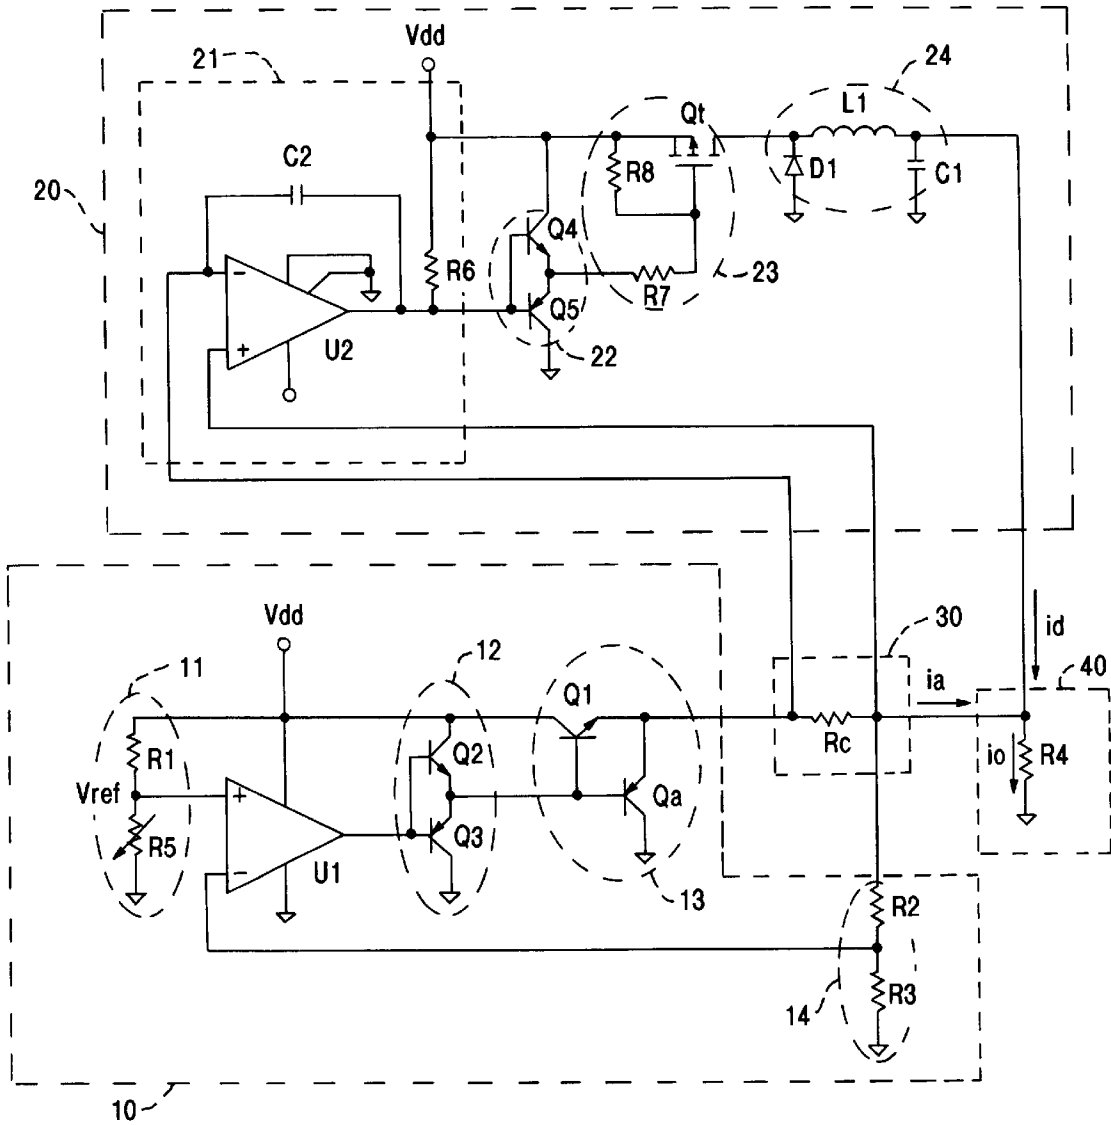 Vdd
21
24
L1
Qt
C2
R8
D1
C1
20
Q4
R6
R7
23
-
Q5
+
U2
22
Vdd
30
id
11
12
ia
40
Q1
R1
Q2
Rc
io
R4
Vref
+
Qa
R5
Q3
U1
-
13
R2
R3
14
10